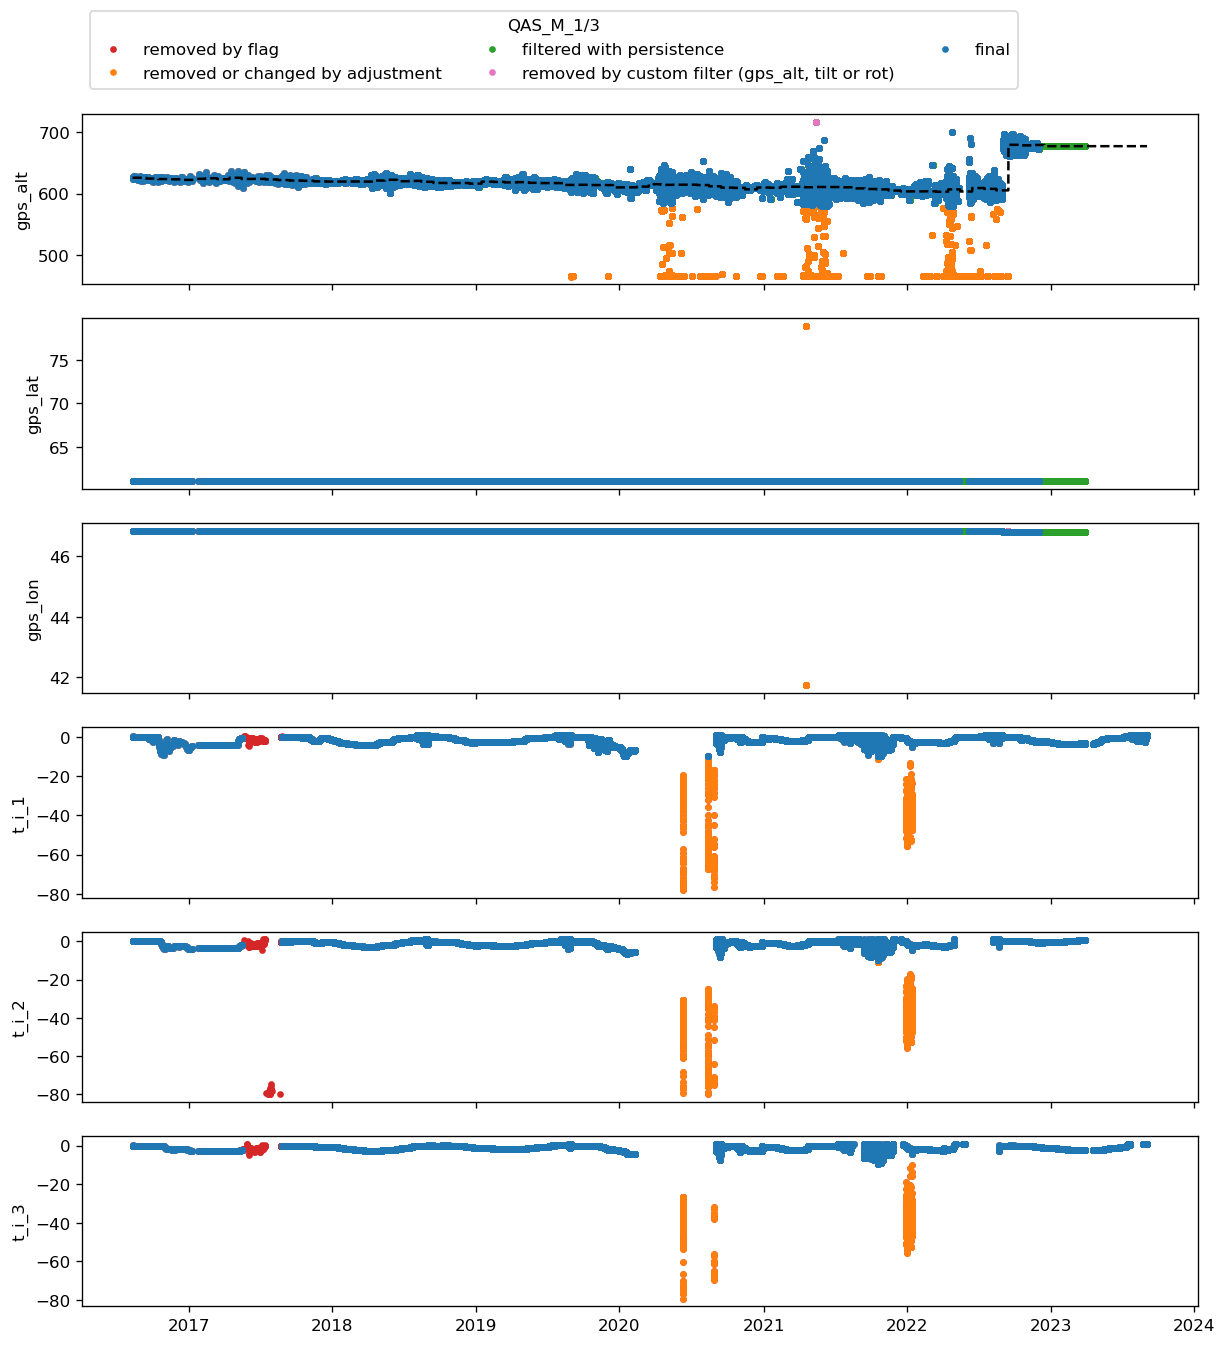 QAS_M_1/3
removed by flag
filtered with persistence
final
removed or changed by adjustment
removed by custom filter (gps_alt, tilt or rot)
gps_alt
700
600
500
gps_lat
75
70
65
gps_lon
46
44
42
t_i_1
0
−20
−40
−60
−80
t_i_2
0
−20
−40
−60
−80
t_i_3
0
−20
−40
−60
−80
2017 2018 2019 2020 2021 2022 2023 2024